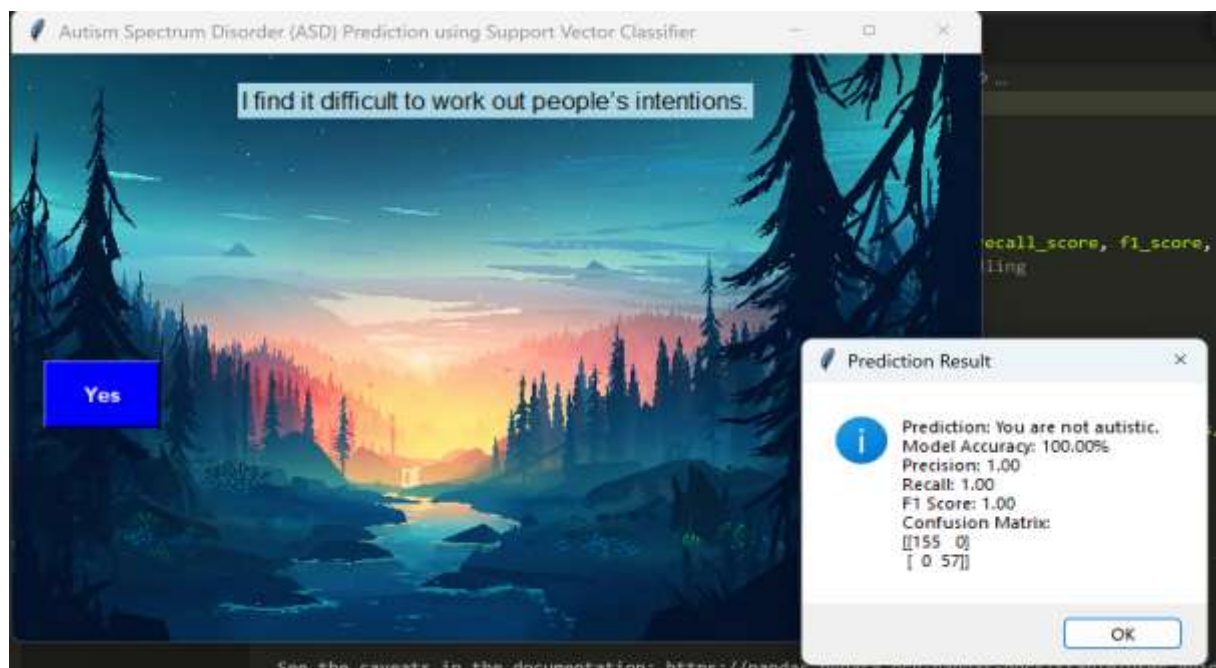 Autism Spectrum Disorder (ASD) Prediction using Support Vector Classifier
I find it difficult to work out people's intentions.
ecall_score, f1_score,
ling
Yes
Prediction Result
Prediction: You are not autistic.
Model Accuracy: 100.00%
Precision: 1.00
Recall: 1.00
F1 Score: 1.00
Confusion Matrix:
[[155 0]
[ 0 57]]
OK
See the caveats in the documentation: